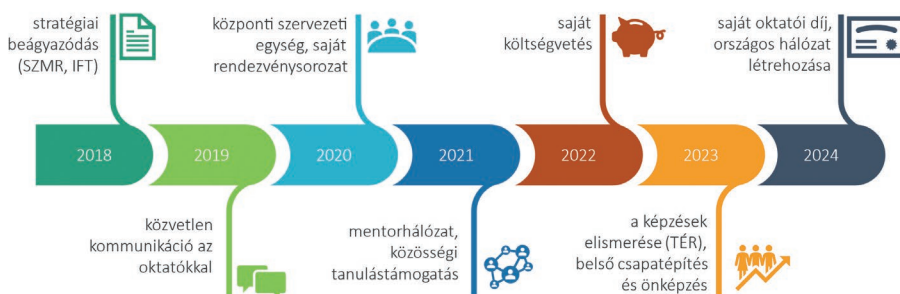 stratégiai
beágyazódás
(SZMR, IFT)
központi szervezeti
egység, saját
rendezvénysorozat
saját
költségvetés
saját oktatói díj,
országos hálózat
létrehozása
2018
2019
2020
2021
2022
2023
2024
közvetlen
kommunikáció az
oktatókkal
mentorhálózat,
közösségi
tanulástámogatás
a képzések
elismerése (TÉR),
belső csapatépítés
és önképzés